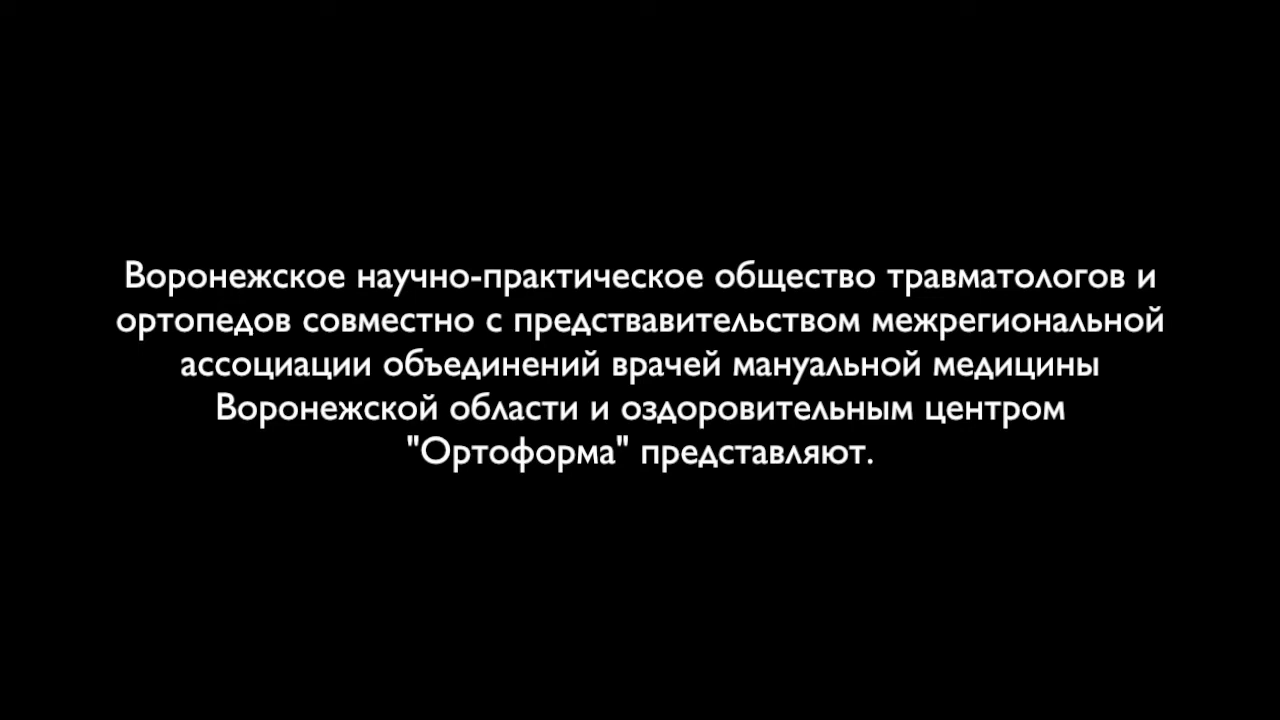 Воронежское научно-практическое общество травматологов и
ортопедов совместно с предствавительством межрегиональной
ассоциации объединений врачей мануальной медицины
Воронежской области и оздоровительным центром
"Ортоформа" представляют.